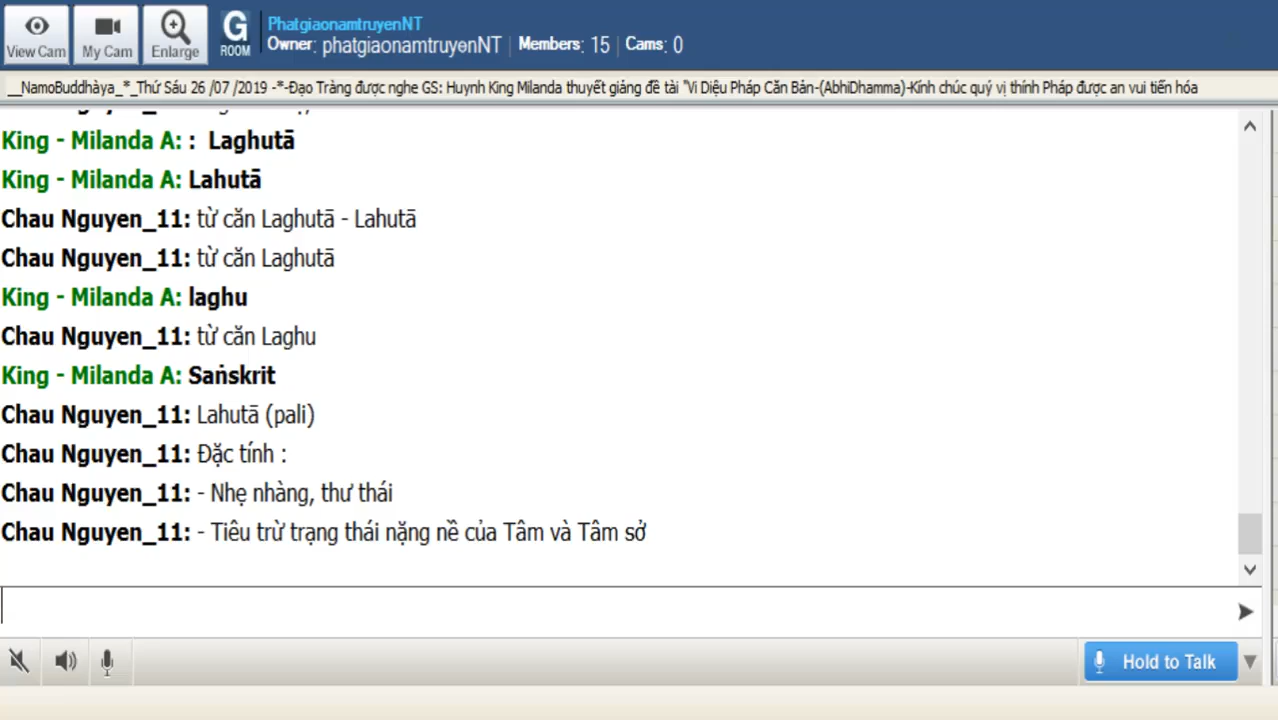 View Cam
My Cam
Enlarge
G
ROOM
PhatgiaonamtruyenNT
Owner: phatgiaonamtruyenNT | Members: 15 | Cams: 0
__NamoBuddhàya_*_Thứ Sáu 26 /07 /2019 -*-Đạo Tràng được nghe GS: Huynh King Milanda thuyết giảng đề tài "Vi Diệu Pháp Căn Bản-(AbhiDhamma)-Kính chúc quý vị thính Pháp được an vui tiến hóa
King - Milanda A: : Laghutā
King - Milanda A: Lahutā
Chau Nguyen_11: từ căn Laghutā - Lahutā
Chau Nguyen_11: từ căn Laghutā
King - Milanda A: laghu
Chau Nguyen_11: từ căn Laghu
King - Milanda A: Saṅskrit
Chau Nguyen_11: Lahutā (pali)
Chau Nguyen_11: Đặc tính :
Chau Nguyen_11: - Nhẹ nhàng, thư thái
Chau Nguyen_11: - Tiêu trừ trạng thái nặng nề của Tâm và Tâm sở
Hold to Talk